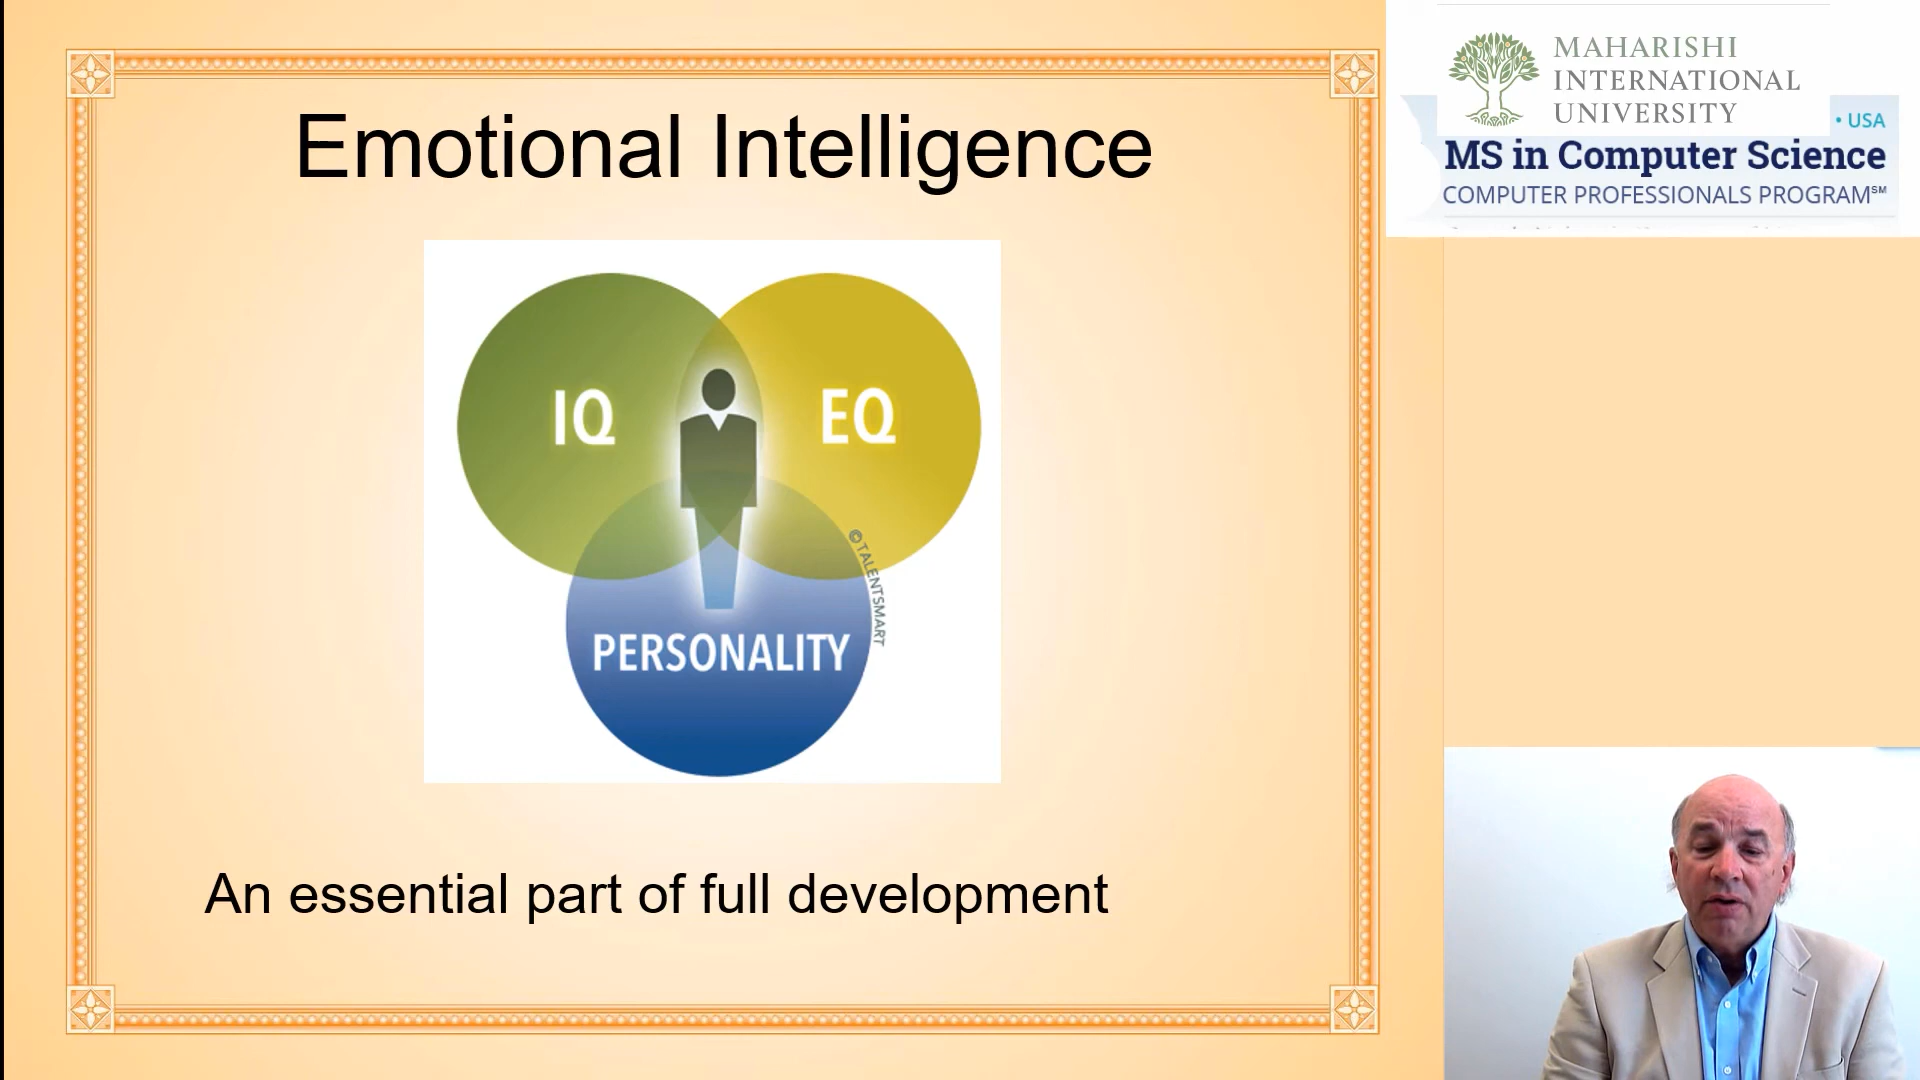 Emotional Intelligence
IQ
EQ
PERSONALITY
©TALENTSMART
An essential part of full development
MAHARISHI
INTERNATIONAL
UNIVERSITY
• USA
MS in Computer Science
COMPUTER PROFESSIONALS PROGRAM℠